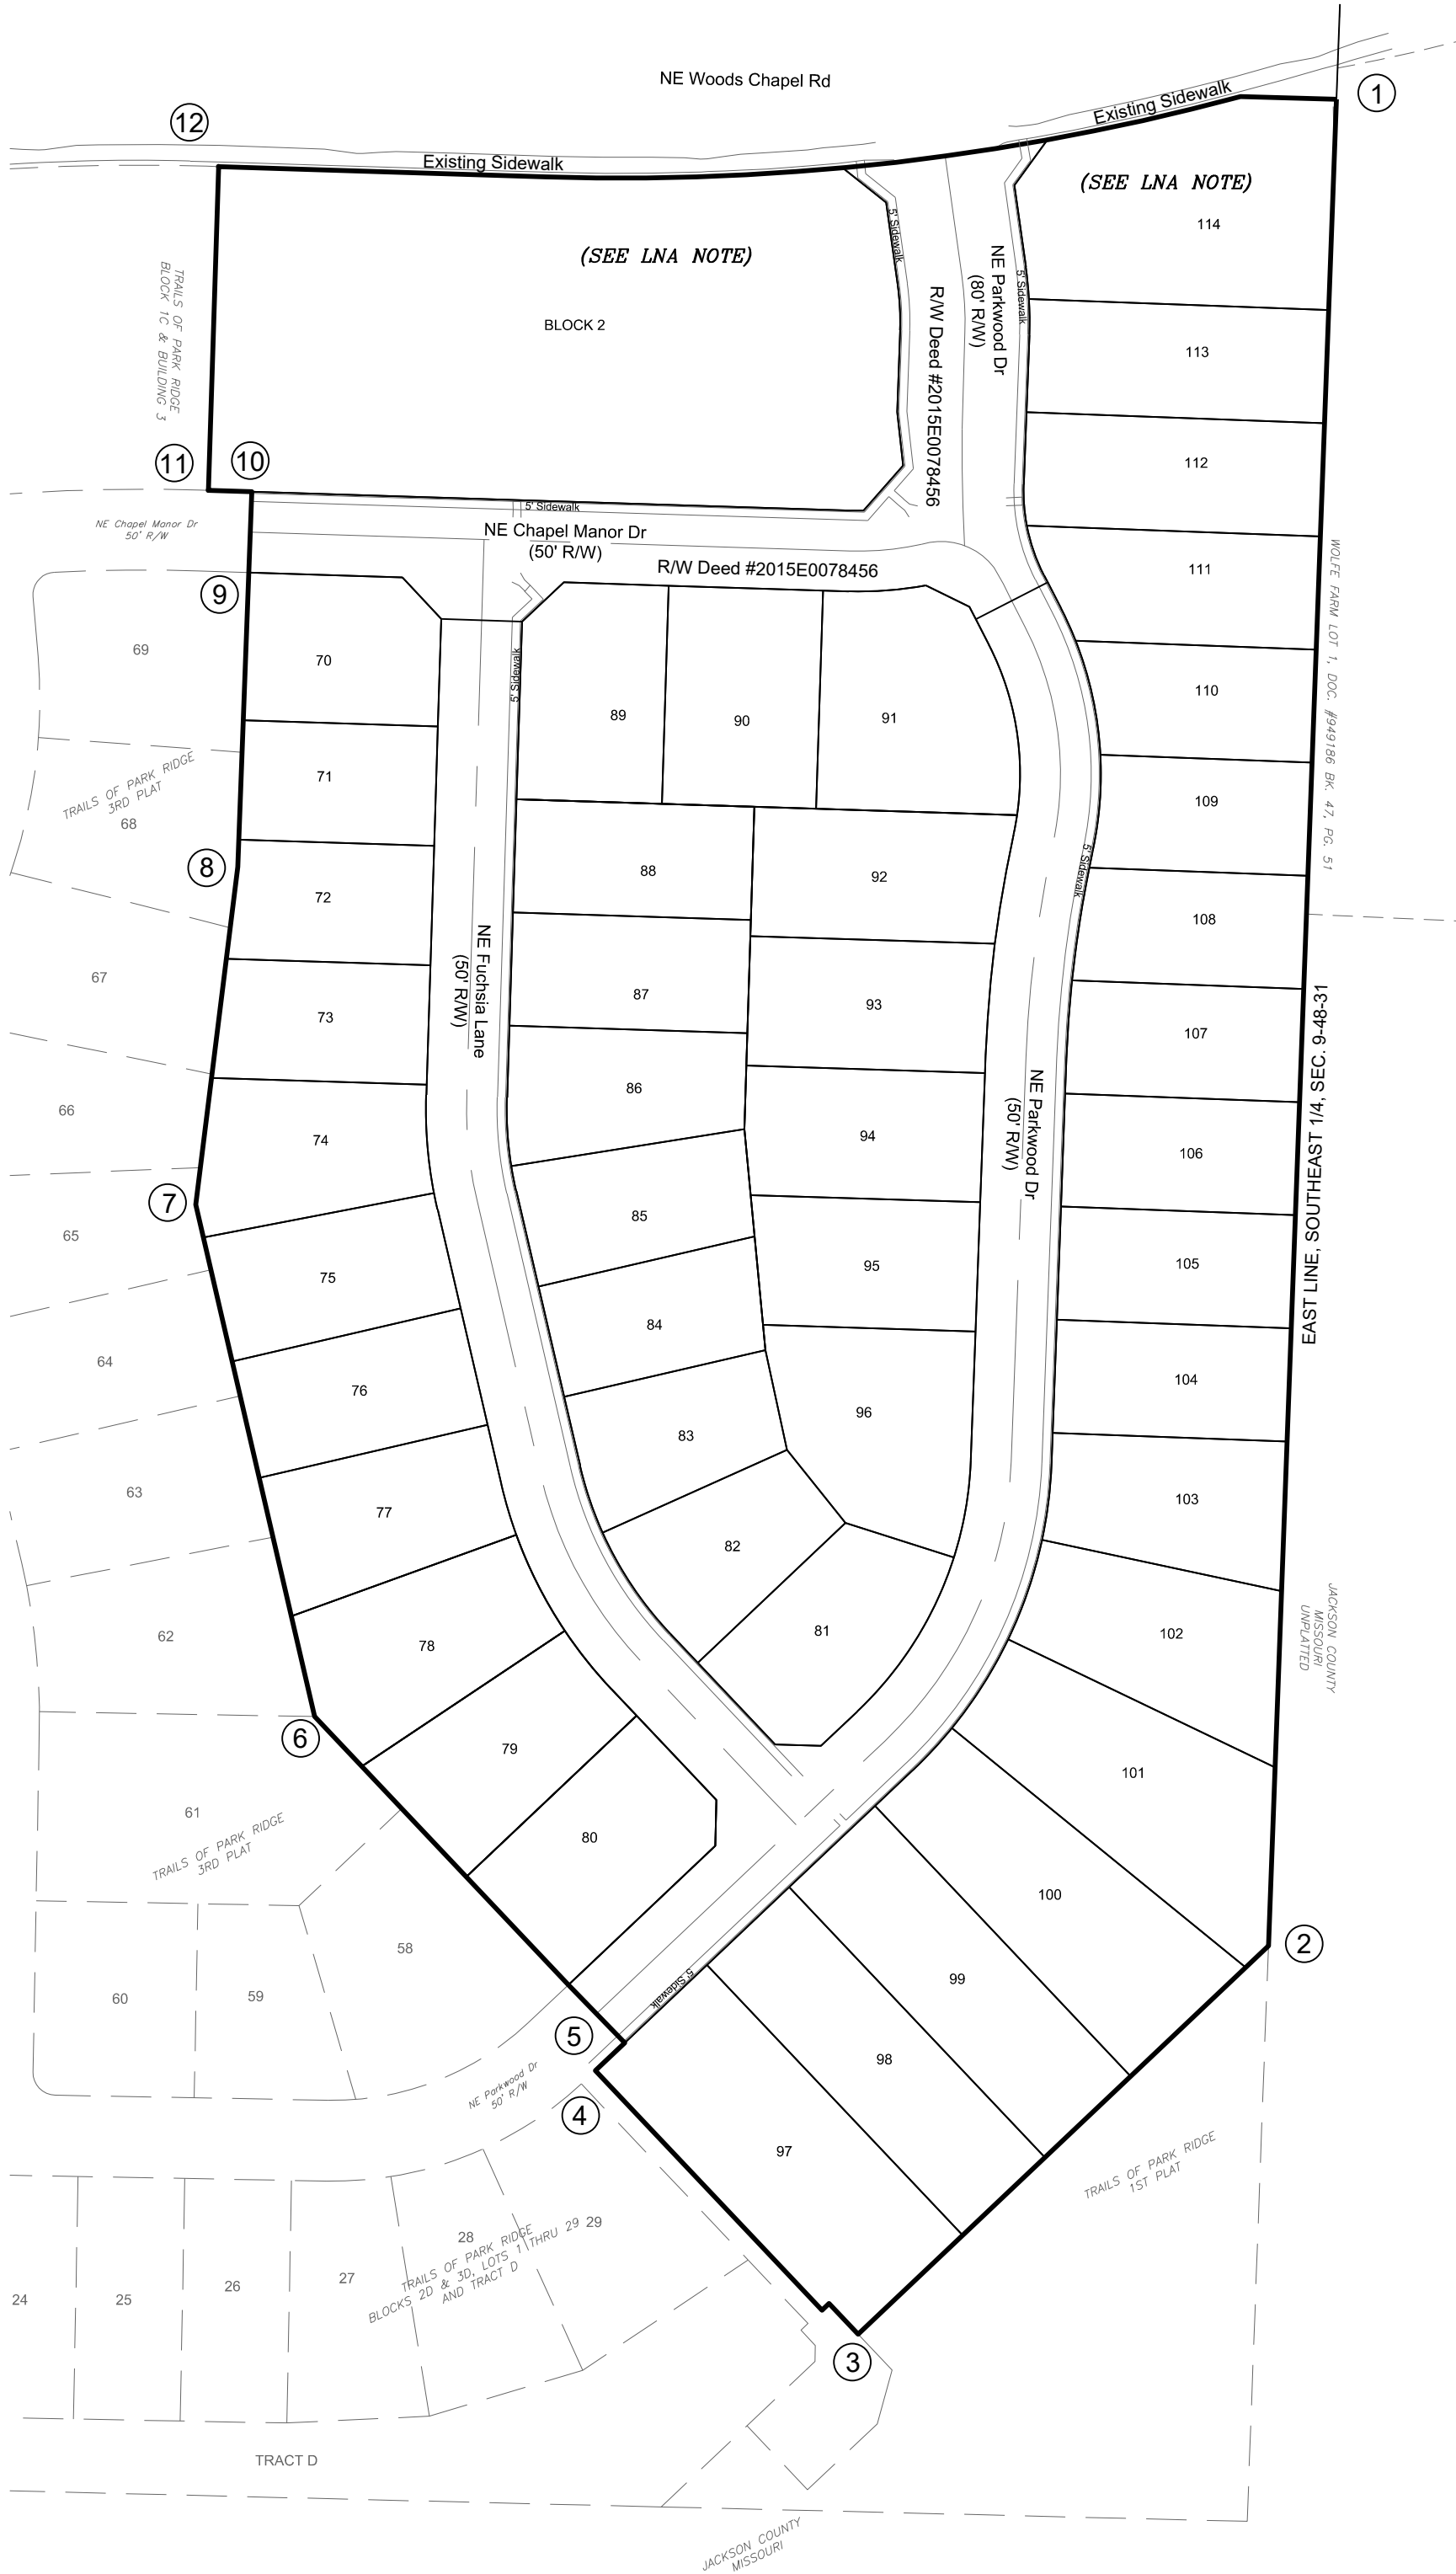 NE Woods Chapel Rd
1
Existing Sidewalk
12
Existing Sidewalk
(SEE LNA NOTE)
114
5' Sidewalk
(SEE LNA NOTE)
NE Parkwood Dr
(80' R/W)
5' Sidewalk
TRAILS OF PARK RIDGE
BLOCK 1C & BUILDING 3
R/W Deed #2015E0078456
BLOCK 2
113
11
10
112
5' Sidewalk
NE Chapel Manor Dr
50' R/W
NE Chapel Manor Dr
(50' R/W)
R/W Deed #2015E0078456
111
WOLFE FARM LOT 1, DOC. #949186 BK. 47, PG. 51
9
69
70
5' Sidewalk
110
89
90
91
71
TRAILS OF PARK RIDGE
3RD PLAT
68
109
8
88
92
5' Sidewalk
72
108
67
NE Fuchsia Lane
(50' R/W)
87
93
73
107
EAST LINE, SOUTHEAST 1/4, SEC. 9-48-31
66
86
NE Parkwood Dr
(50' R/W)
74
94
106
7
65
85
75
95
105
64
84
76
104
96
63
83
77
103
82
62
78
81
102
JACKSON COUNTY
MISSOURI
UNPLATTED
6
79
101
61
TRAILS OF PARK RIDGE
3RD PLAT
80
100
58
2
60
59
99
5' Sidewalk
5
NE Parkwood Dr
50' R/W
98
4
97
TRAILS OF PARK RIDGE
1ST PLAT
28
29
TRAILS OF PARK RIDGE
BLOCKS 2D & 3D, LOTS 1 THRU 29
AND TRACT D
27
26
25
24
3
TRACT D
JACKSON COUNTY
MISSOURI